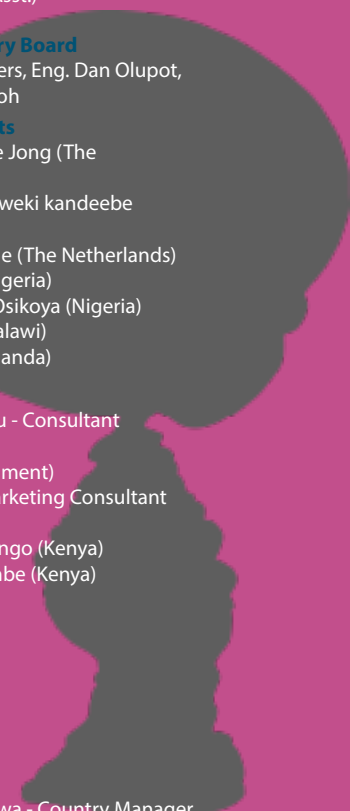 ry Board
ers, Eng. Dan Olupot,
oh
ts
e Jong (The
weki kandeebe
e (The Netherlands)
geria)
Osikoya (Nigeria)
alawi)
anda)
u - Consultant
ment)
rketing Consultant
ngo (Kenya)
be (Kenya)
wa - Country Manager